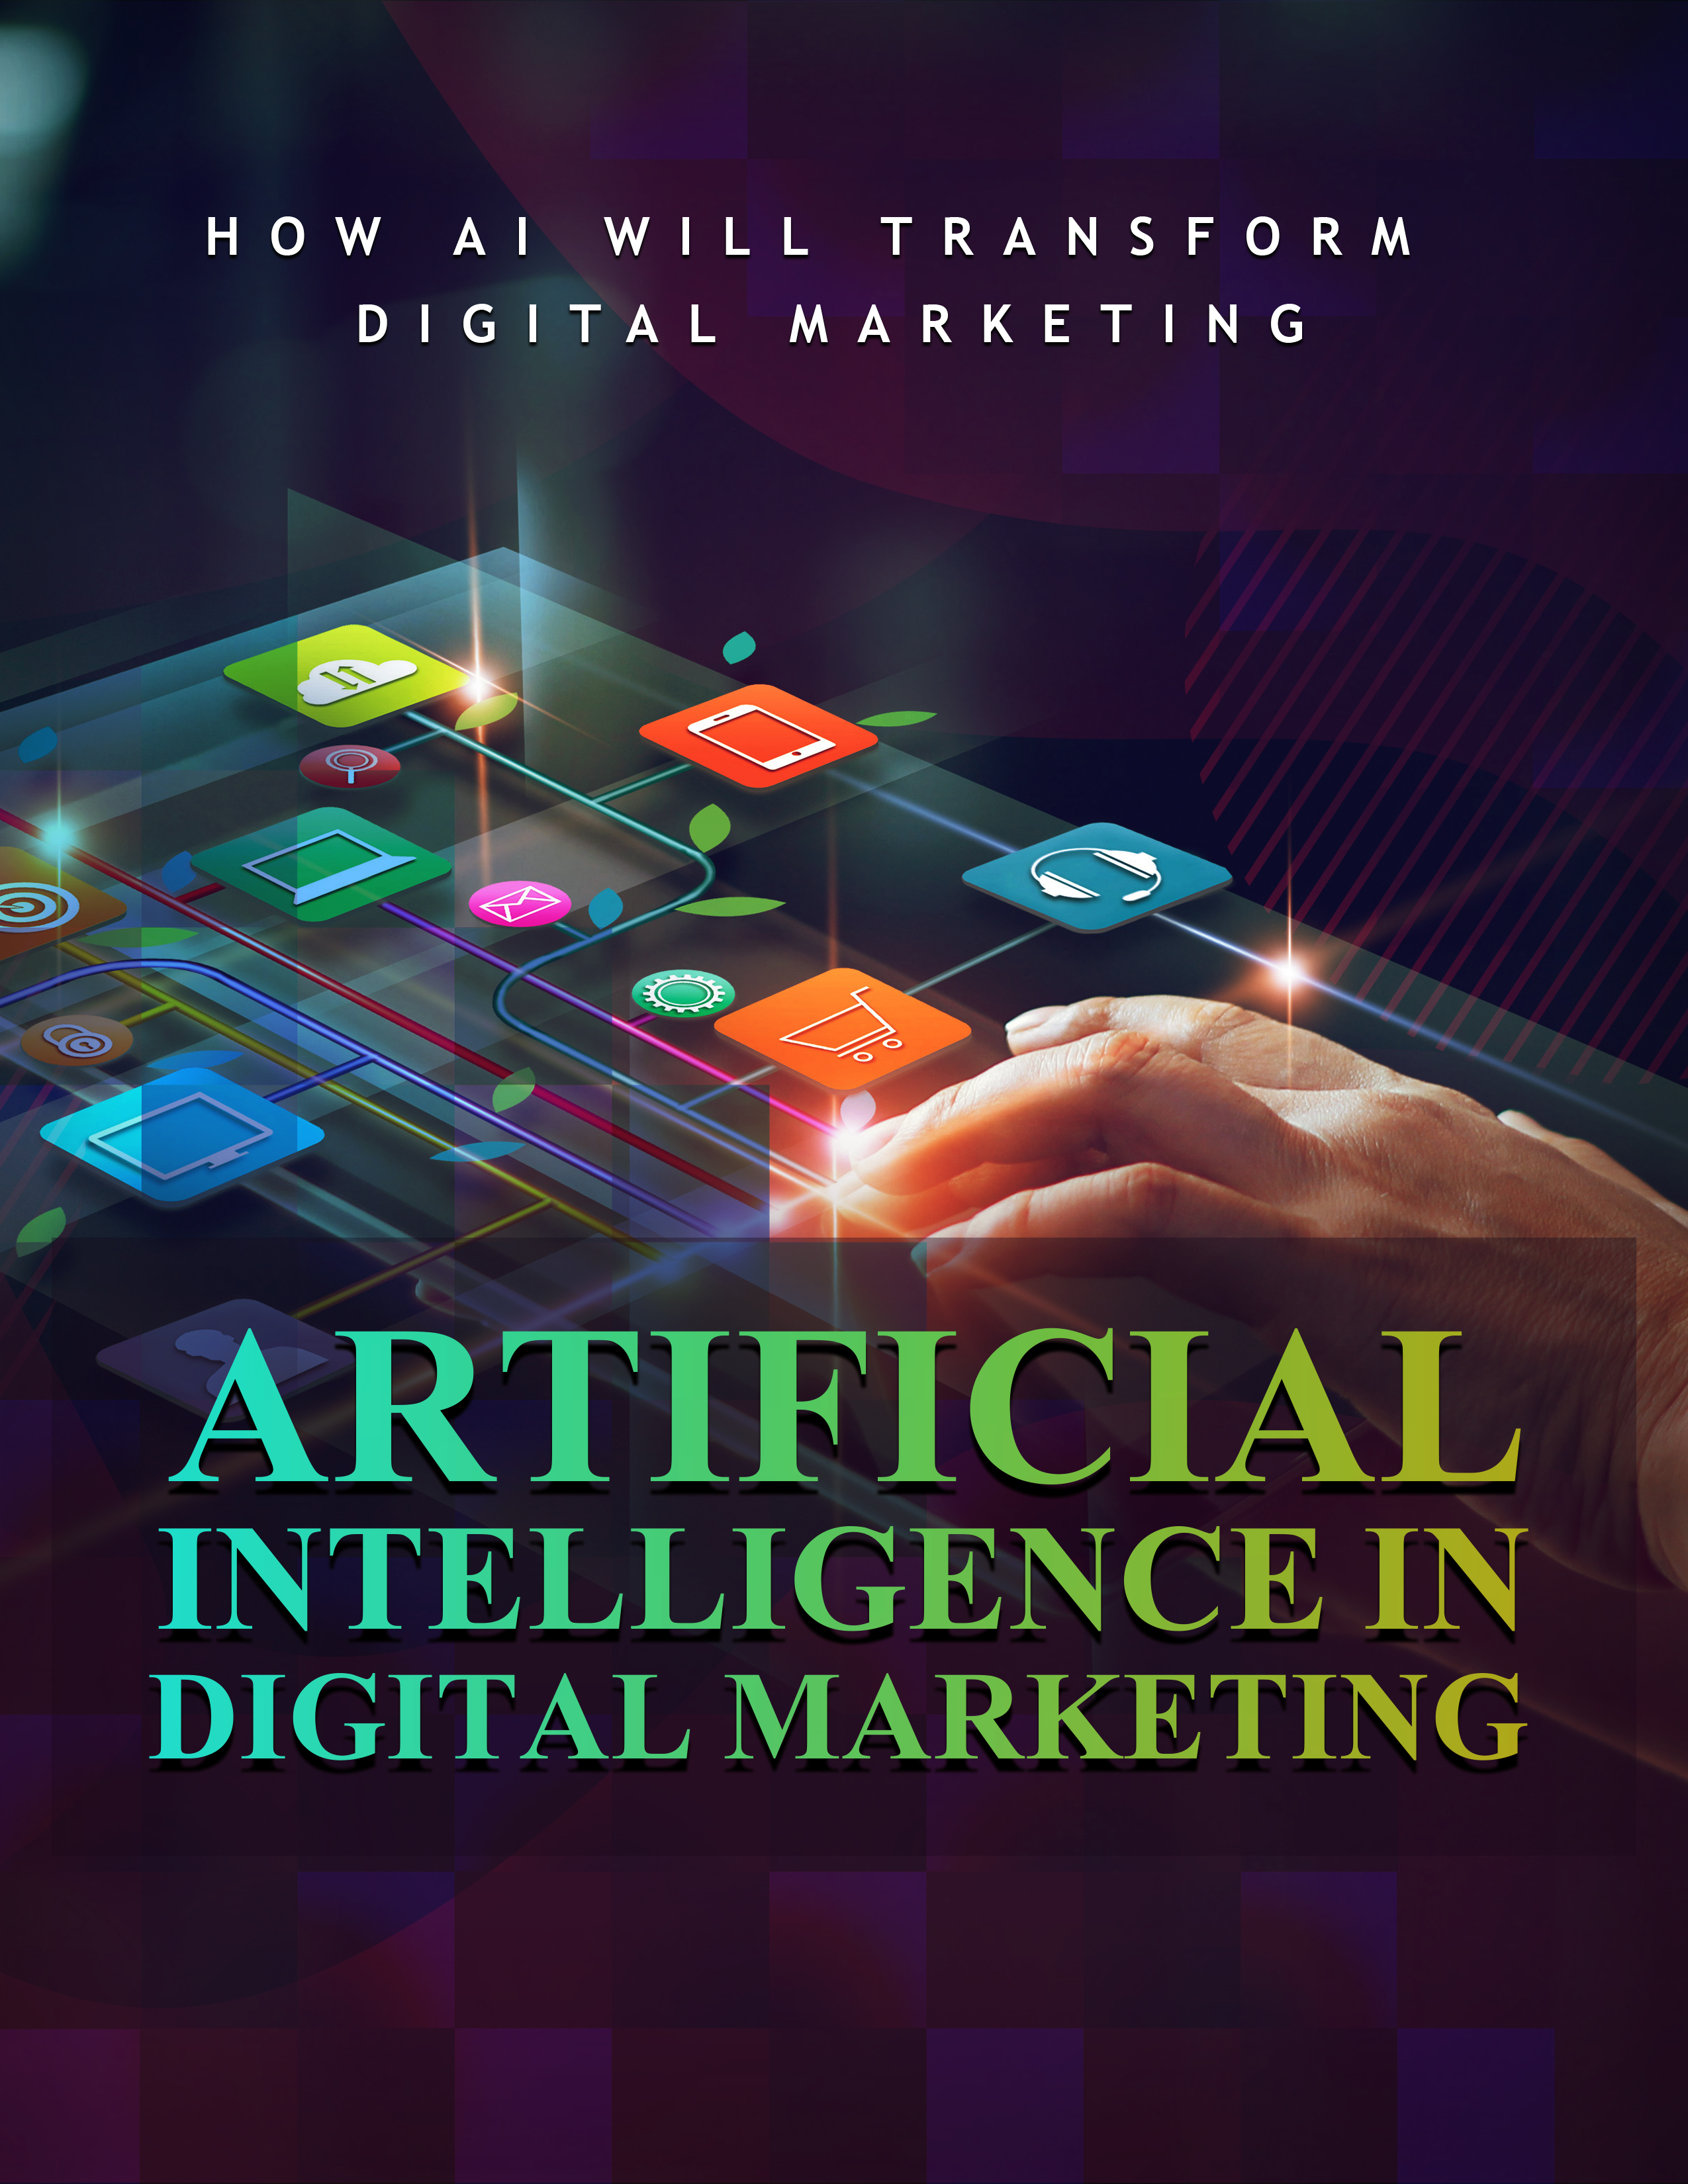 HOW AI WILL TRANSFORM
DIGITAL MARKETING
ARTIFICIAL
INTELLIGENCE IN
DIGITAL MARKETING